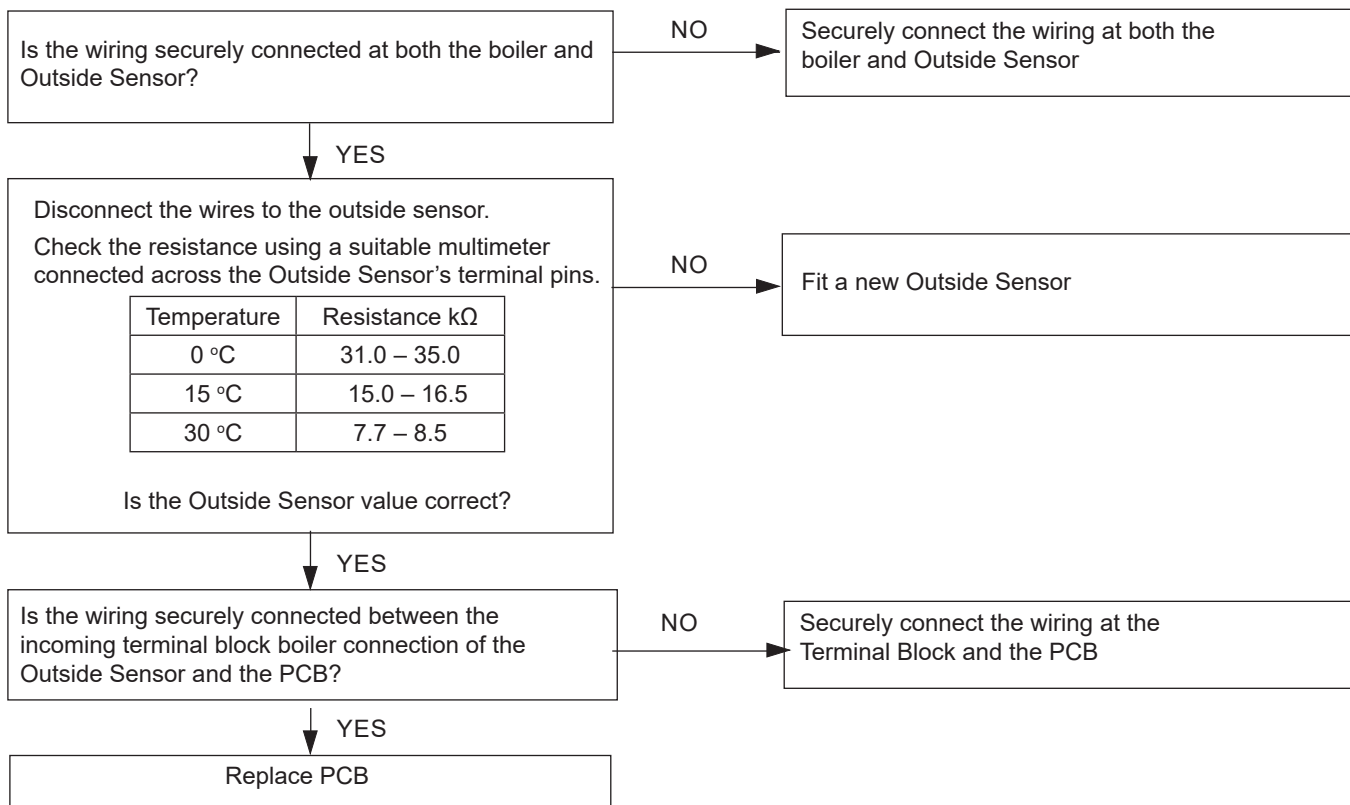 Is the wiring securely connected at both the boiler and
Outside Sensor?
NO
Securely connect the wiring at both the
boiler and Outside Sensor
YES
Disconnect the wires to the outside sensor.
Check the resistance using a suitable multimeter
connected across the Outside Sensor’s terminal pins.
NO
Fit a new Outside Sensor
Temperature Resistance kΩ
0 °C 31.0 – 35.0
15 °C 15.0 – 16.5
30 °C 7.7 – 8.5
Is the Outside Sensor value correct?
YES
Is the wiring securely connected between the
incoming terminal block boiler connection of the
Outside Sensor and the PCB?
NO
Securely connect the wiring at the
Terminal Block and the PCB
YES
Replace PCB